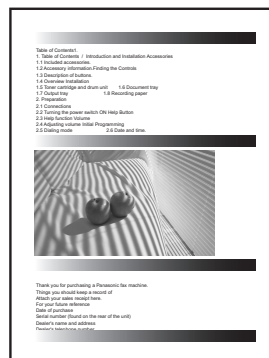 Table of Contents1.
1. Table of Contents / Introduction and Installation Accessories
1.1 Included accessories.
1.2 Accessory information.Finding the Controls
1.3 Description of buttons.
1.4 Overview Installation
1.5 Toner cartridge and drum unit 1.6 Document tray
1.7 Output tray 1.8 Recording paper
2. Preparation
2.1 Connections
2.2 Turning the power switch ON Help Button
2.3 Help function Volume
2.4 Adjusting volume Initial Programming
2.5 Dialing mode 2.6 Date and time.
Thank you for purchasing a Panasonic fax machine.
Things you should keep a record of
Attach your sales receipt here.
For your future reference
Date of purchase
Serial number (found on the rear of the unit)
Dealer's name and address
Dealer's telephone number